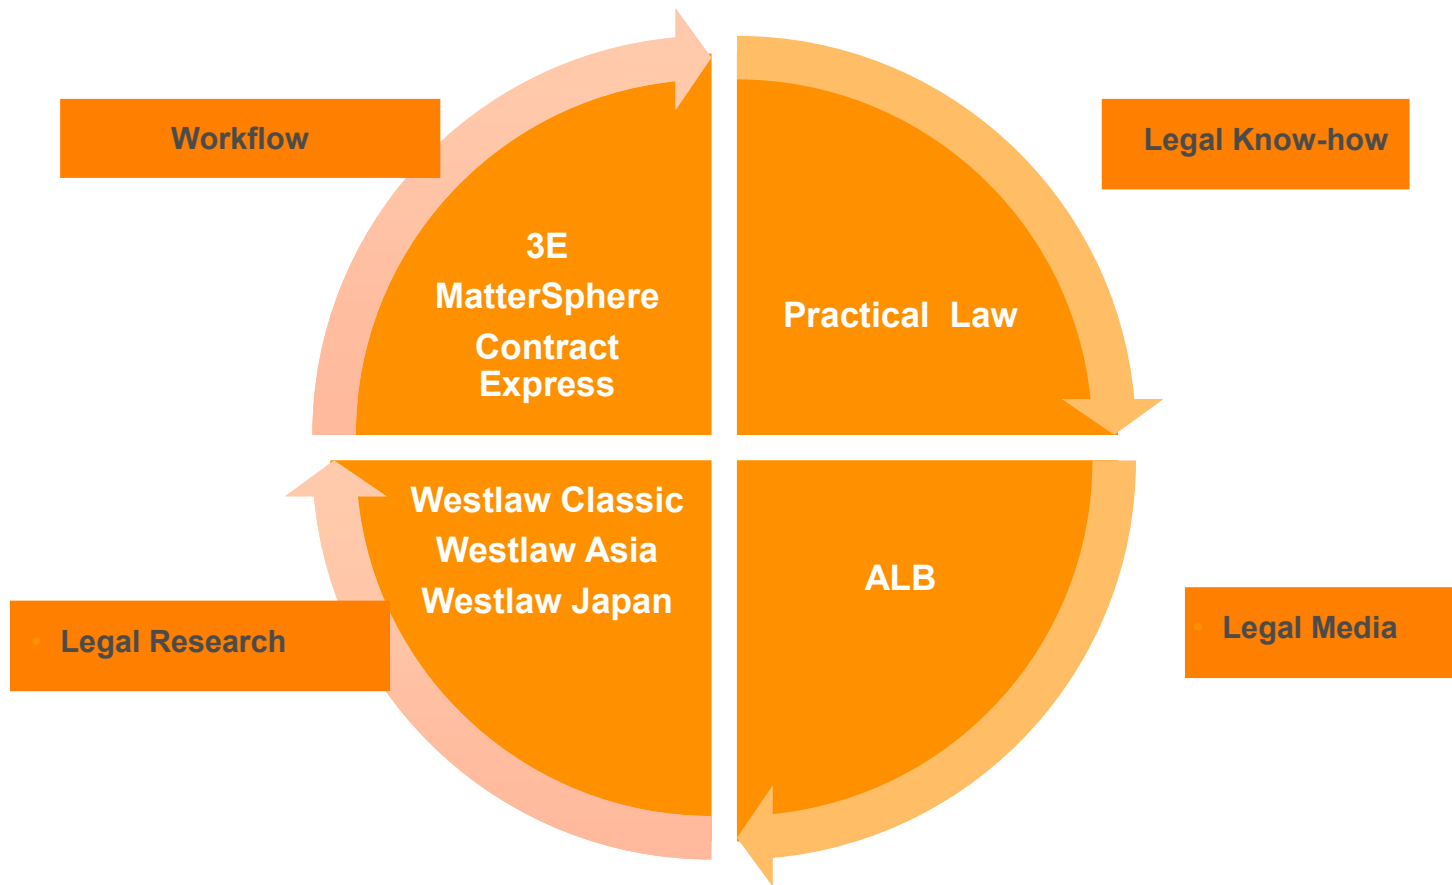 Workflow
Legal Know-how
3E
MatterSphere
Contract
Express
Practical Law
Westlaw Classic
Westlaw Asia
Westlaw Japan
ALB
• Legal Research
• Legal Media